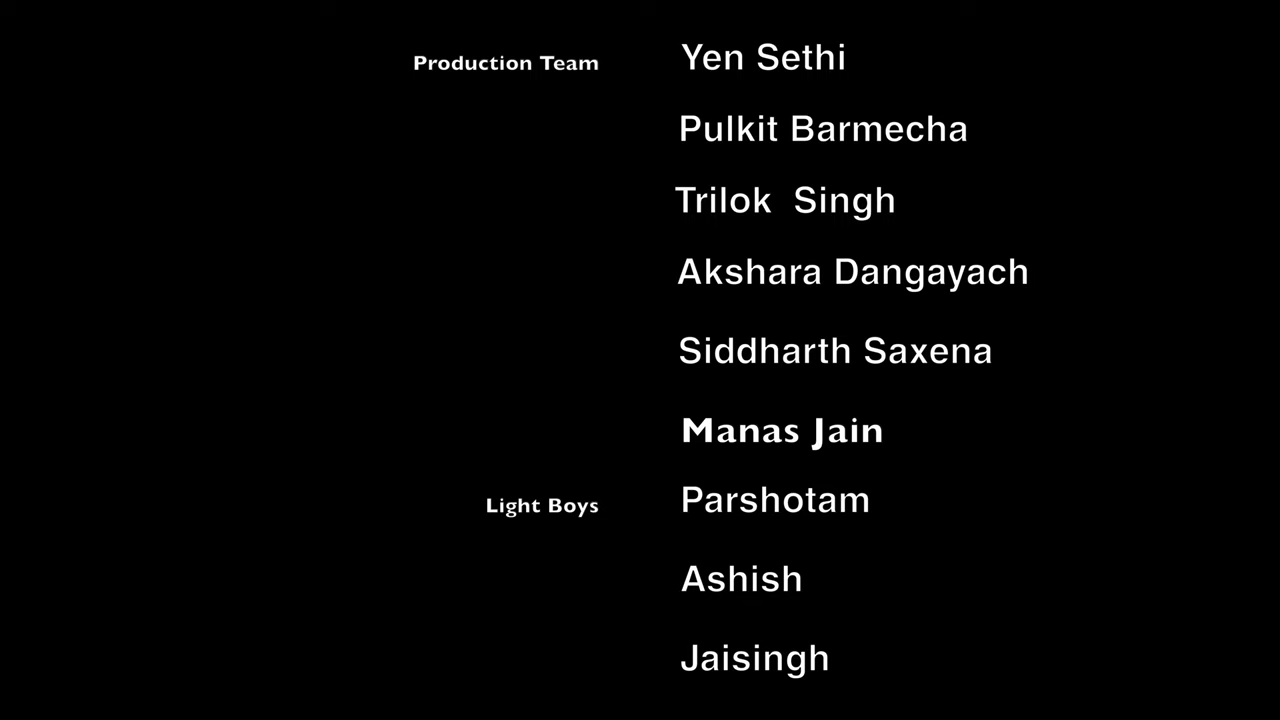 Production Team Yen Sethi
Pulkit Barmecha
Trilok  Singh
Akshara Dangayach
Siddharth Saxena
Manas Jain
Light Boys Parshotam
Ashish
Jaisingh